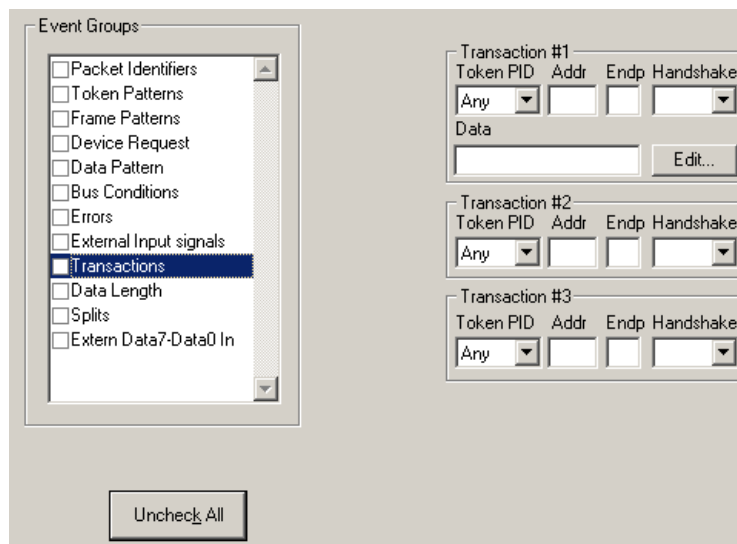 Event Groups
Packet Identifiers
Token Patterns
Frame Patterns
Device Request
Data Pattern
Bus Conditions
Errors
External Input signals
Transactions
Data Length
Splits
Extern Data7-Data0 In
Uncheck All
Transaction #1
Token PID Addr Endp Handshake
Any
Data
Edit...
Transaction #2
Token PID Addr Endp Handshake
Any
Transaction #3
Token PID Addr Endp Handshake
Any